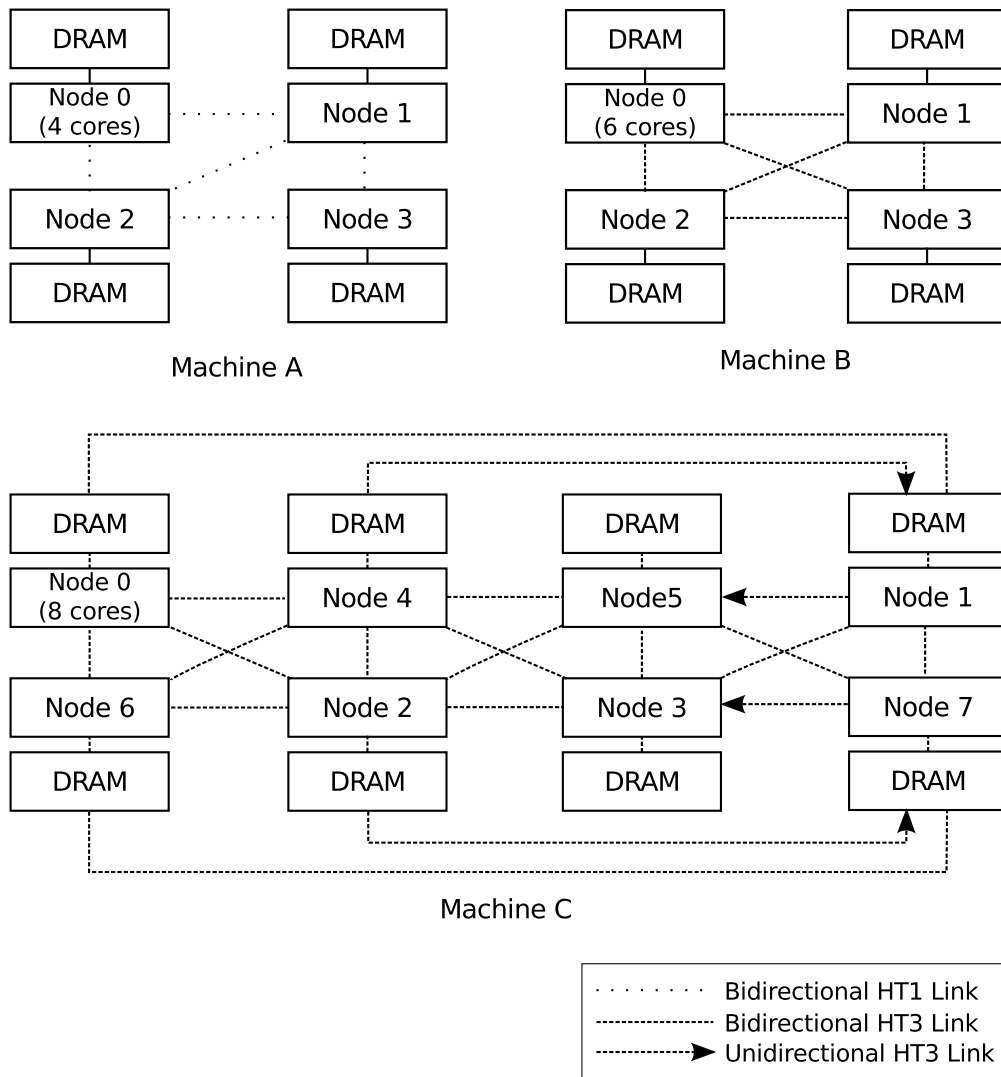 DRAM
DRAM
Node 0
(4 cores)
Node 1
Node 2
Node 3
DRAM
DRAM
Machine A
DRAM
DRAM
Node 0
(6 cores)
Node 1
Node 2
Node 3
DRAM
DRAM
Machine B
DRAM
DRAM
DRAM
DRAM
Node 0
(8 cores)
Node 4
Node5
Node 1
Node 6
Node 2
Node 3
Node 7
DRAM
DRAM
DRAM
DRAM
Machine C
Bidirectional HT1 Link
Bidirectional HT3 Link
Unidirectional HT3 Link